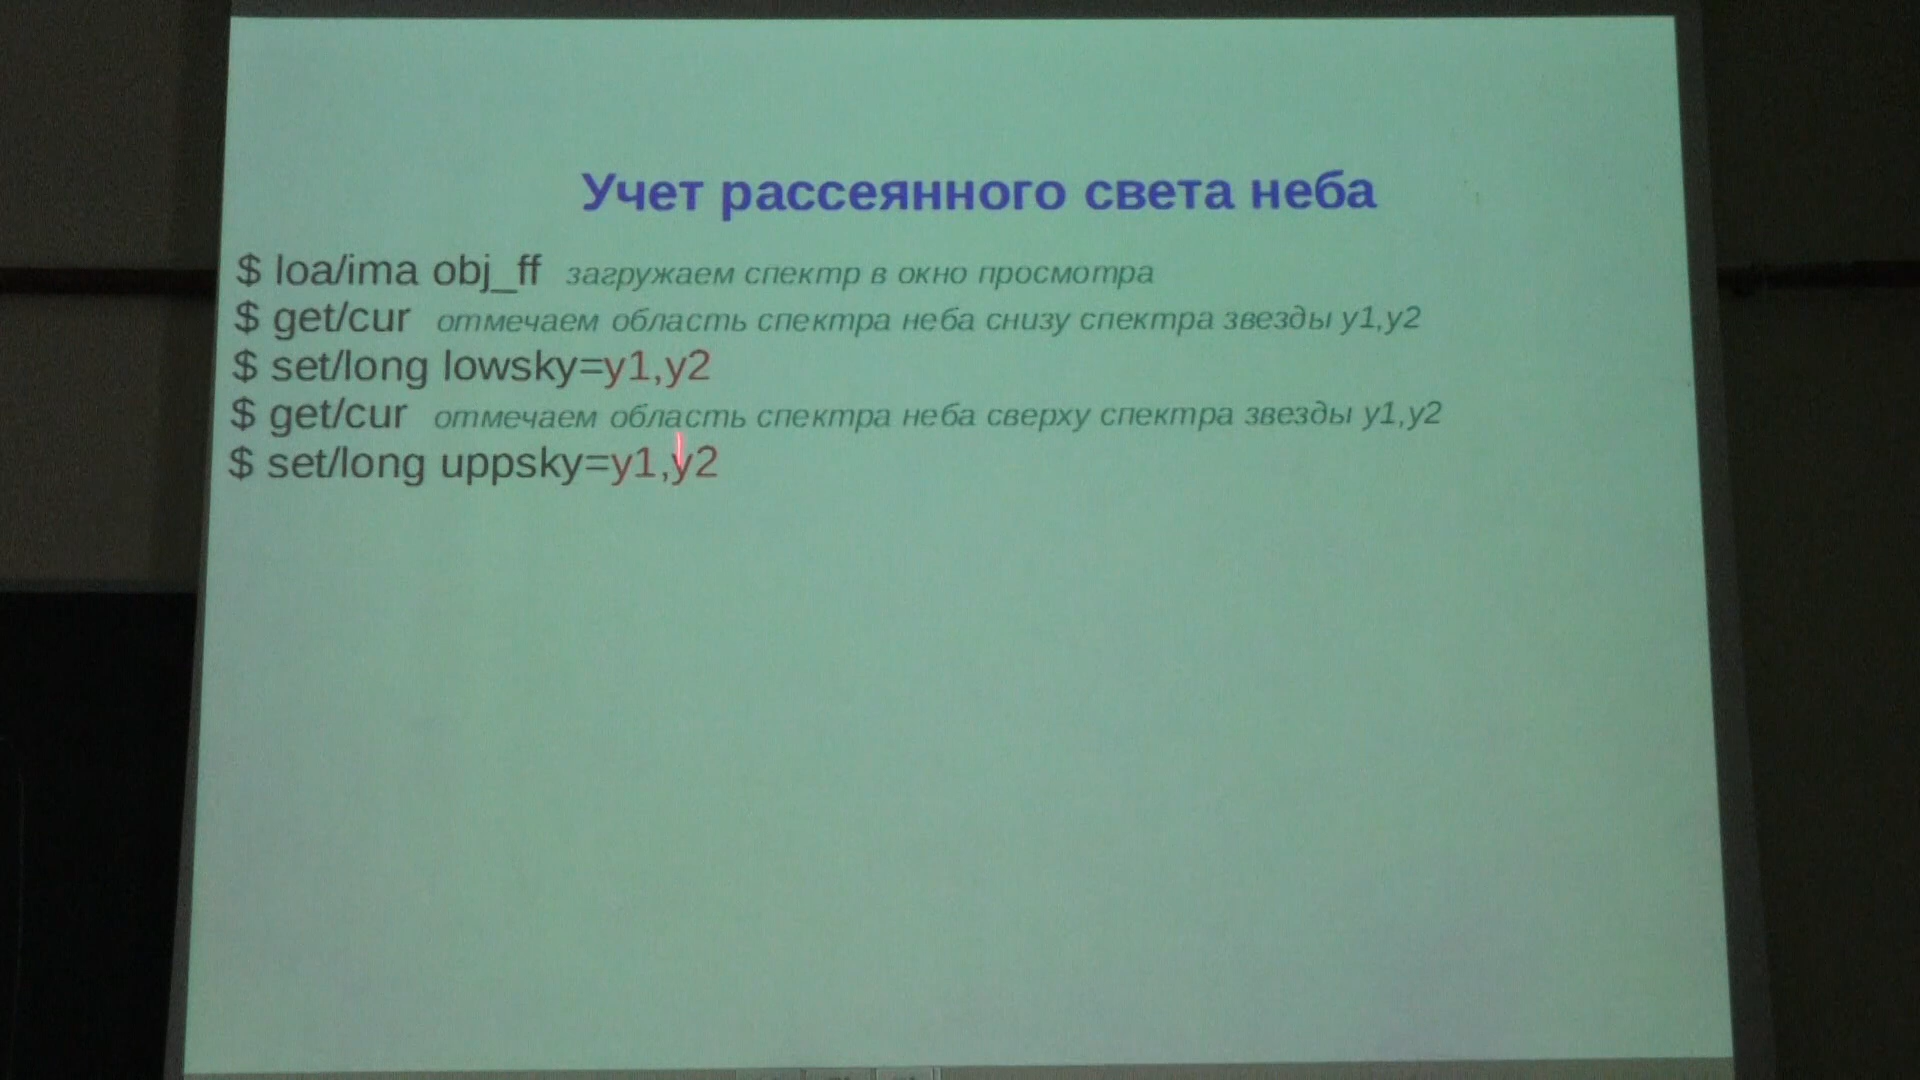 Учет рассеянного света неба
$ loa/ima obj_ff загружаем спектр в окно просмотра
$ get/cur отмечаем область спектра неба снизу спектра звезды y1,y2
$ set/long lowsky=y1,y2
$ get/cur отмечаем область спектра неба сверху спектра звезды y1,y2
$ set/long uppsky=y1,y2